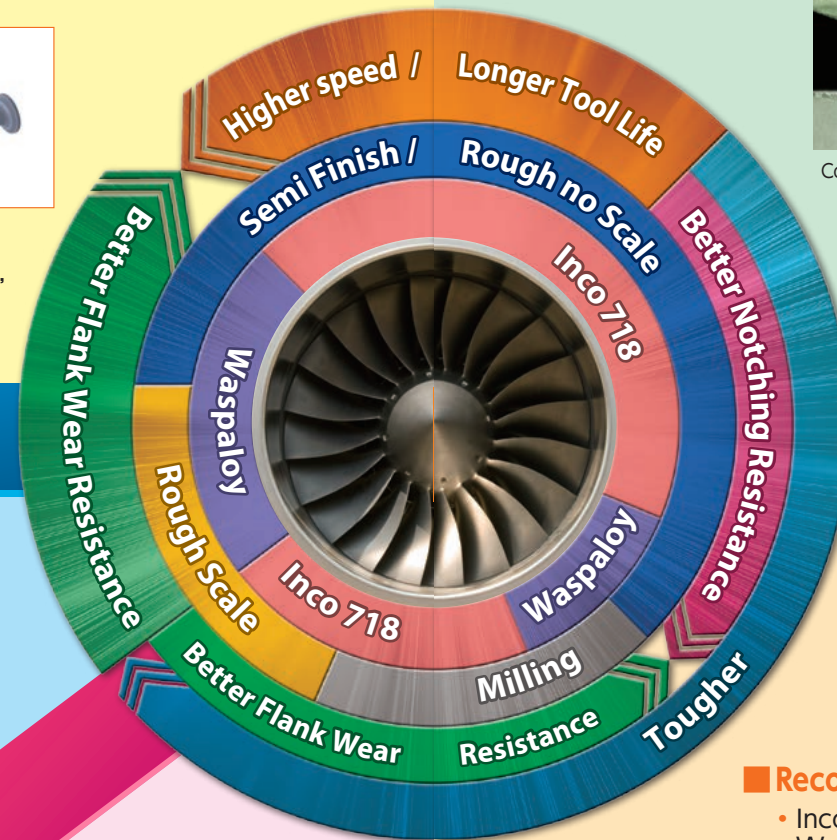 Higher speed / Longer Tool Life
Semi Finish / Rough no Scale
Inco 718
Better Notching Resistance
Better Flank Wear Resistance
Waspaloy
Rough Scale
Inco 718
Waspaloy
Milling
Better Flank Wear Resistance
Tougher
Co
,
■ Reco
• Inco